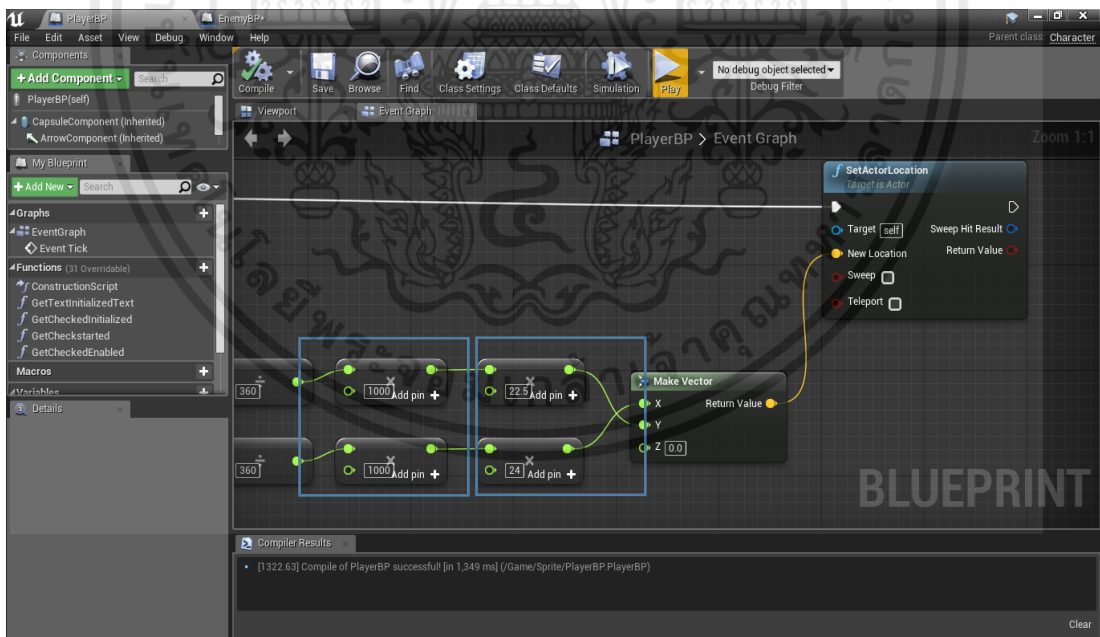 PlayerBP
EnemyBP*
File Edit Asset View Debug Window Help
Parent class: Character
Components
+Add Component
Search
PlayerBP(self)
CapsuleComponent (Inherited)
ArrowComponent (Inherited)
Compile
Save
Browse
Find
Class Settings
Class Defaults
Simulation
Play
No debug object selected
Debug Filter
Viewport
Event Graph
PlayerBP > Event Graph
Zoom 1:1
My Blueprint
+Add New
Search
Graphs
EventGraph
Event Tick
Functions (31 Overridable)
ConstructionScript
GetTextInitializedText
GetCheckedInitialized
GetCheckstarted
GetCheckedEnabled
Macros
Variables
Details
SetActorLocation
Target is Actor
Target self
Sweep Hit Result
New Location
Return Value
Sweep
Teleport
360 ÷
1000 × Add pin +
22.5 × Add pin +
Make Vector
X
Return Value
Y
Z 0.0
360 ÷
1000 × Add pin +
24 × Add pin +
BLUEPRINT
Compiler Results
[1322.63] Compile of PlayerBP successful! [in 1,349 ms] (/Game/Sprite/PlayerBP.PlayerBP)
Clear